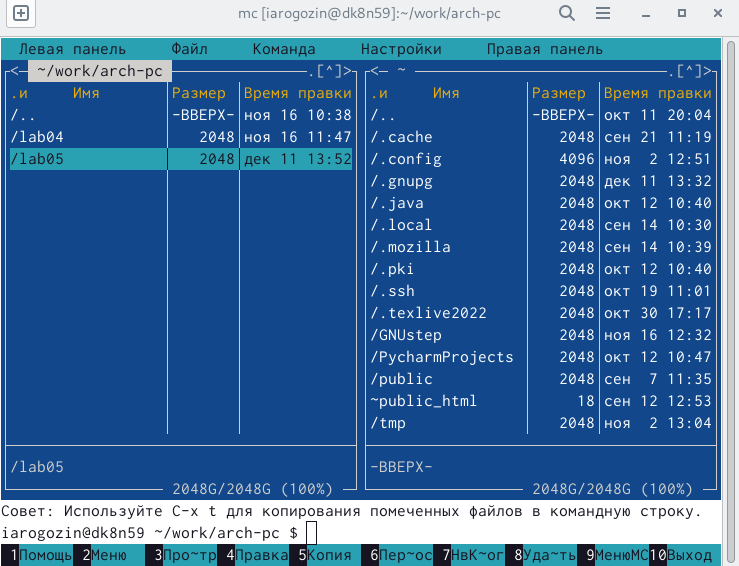 mc [iarogozin@dk8n59]:~/work/arch-pc
Левая панель Файл Команда Настройки Правая панель
<─ ~/work/arch-pc .[^]> <─ ~ .[^]>
.и Имя Размер Время правки .и Имя Размер Время правки
/.. -ВВЕРХ- ноя 16 10:38 /.. -ВВЕРХ- окт 11 20:04
/lab04 2048 ноя 16 11:47 /.cache 2048 сен 21 11:19
/lab05 2048 дек 11 13:52 /.config 4096 ноя 2 12:51
/.gnupg 2048 дек 11 13:32
/.java 2048 окт 12 10:40
/.local 2048 сен 14 10:30
/.mozilla 2048 сен 14 10:39
/.pki 2048 окт 12 10:40
/.ssh 2048 окт 19 11:01
/.texlive2022 2048 окт 30 17:17
/GNUstep 2048 ноя 16 12:32
/PycharmProjects 2048 окт 12 10:47
/public 2048 сен 7 11:35
~public_html 18 сен 12 12:53
/tmp 2048 ноя 2 13:04
/lab05 -ВВЕРХ-
2048G/2048G (100%) 2048G/2048G (100%)
Совет: Используйте C-x t для копирования помеченных файлов в командную строку.
iarogozin@dk8n59 ~/work/arch-pc $
1Помощь 2Меню 3Про~тр 4Правка 5Копия 6Пер~ос 7НвК~ог 8Уда~ть 9МенюMC 10Выход